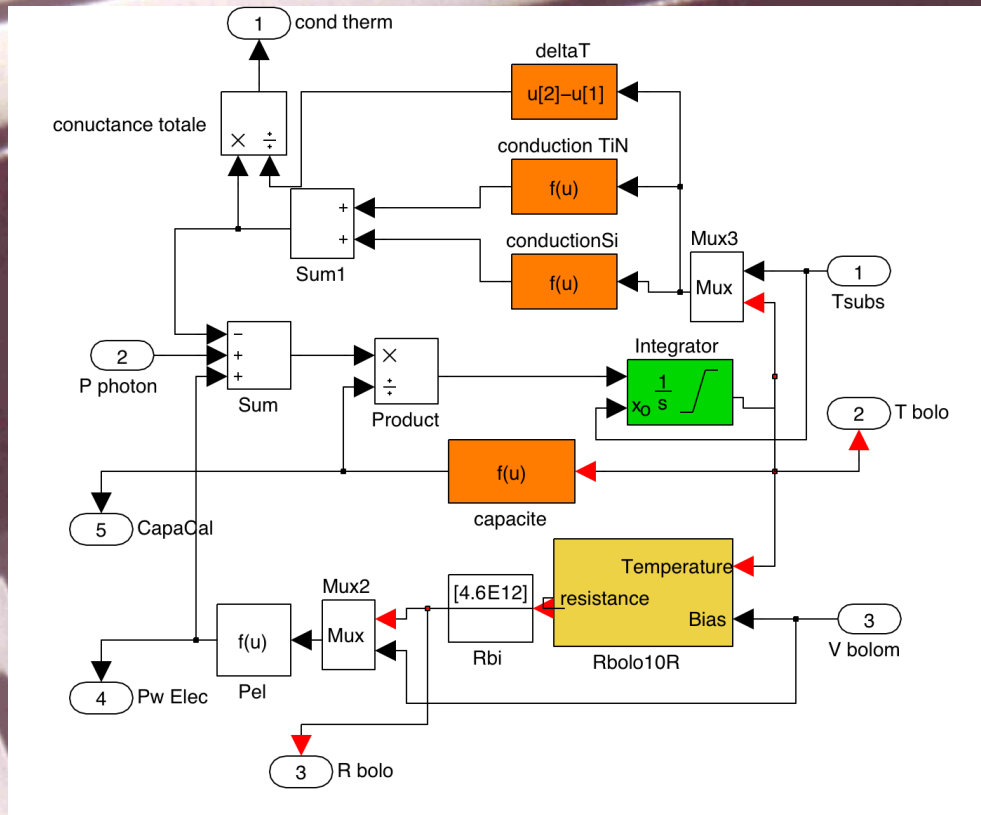 1
cond therm
deltaT
u[2]−u[1]
conuctance totale
× ÷
conduction TiN
f(u)
+
+
Sum1
conductionSi
f(u)
Mux3
Mux
1
Tsubs
2
P photon
−
+
+
Sum
×
÷
Product
Integrator
1
s
xo
2
T bolo
f(u)
capacite
5
CapaCal
Temperature
resistance
Bias
Rbolo10R
[4.6E12]
Rbi
3
V bolom
Mux2
Mux
f(u)
Pel
4
Pw Elec
3
R bolo